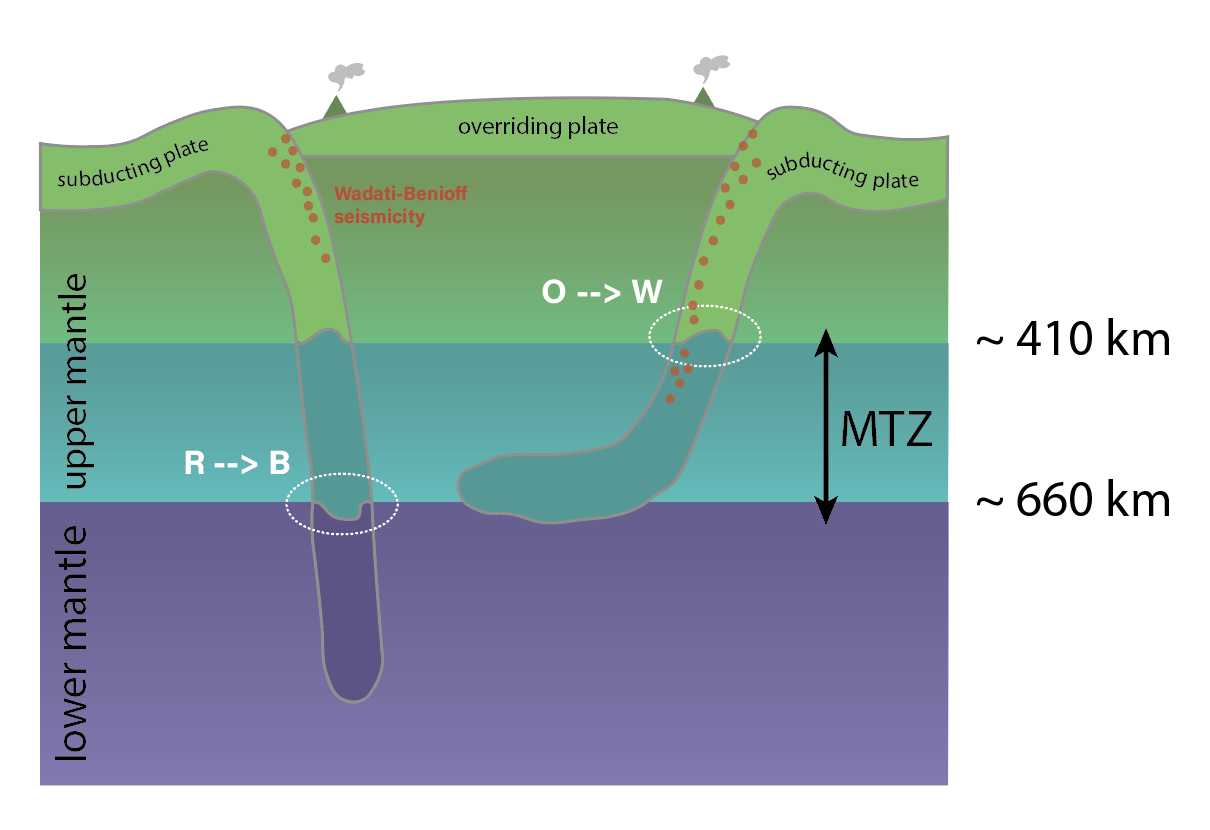 overriding plate
subducting plate
subducting plate
Wadati-Benioff
seismicity
O --> W
~ 410 km
upper mantle
MTZ
R --> B
~ 660 km
lower mantle